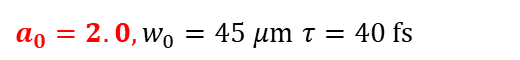 a₀ = 2.0, w₀ = 45 μm τ = 40 fs